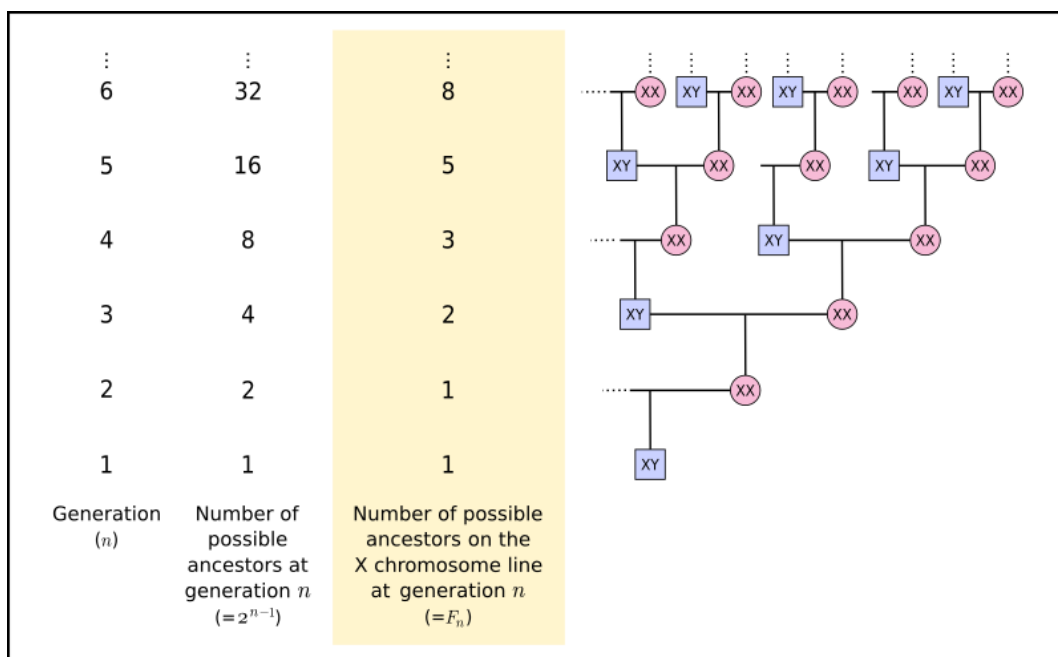 ⋮ ⋮ ⋮ ⋮ ⋮ ⋮ ⋮ ⋮ ⋮ ⋮ ⋮
6 32 8 XX XY XX XY XX XX XY XX
5 16 5 XY XX XX XY XX
4 8 3 XX XY XX
3 4 2 XY XX
2 2 1 XX
1 1 1 XY
Generation
(n)
Number of
possible
ancestors at
generation n
(=2ⁿ⁻¹)
Number of possible
ancestors on the
X chromosome line
at generation n
(=Fₙ)